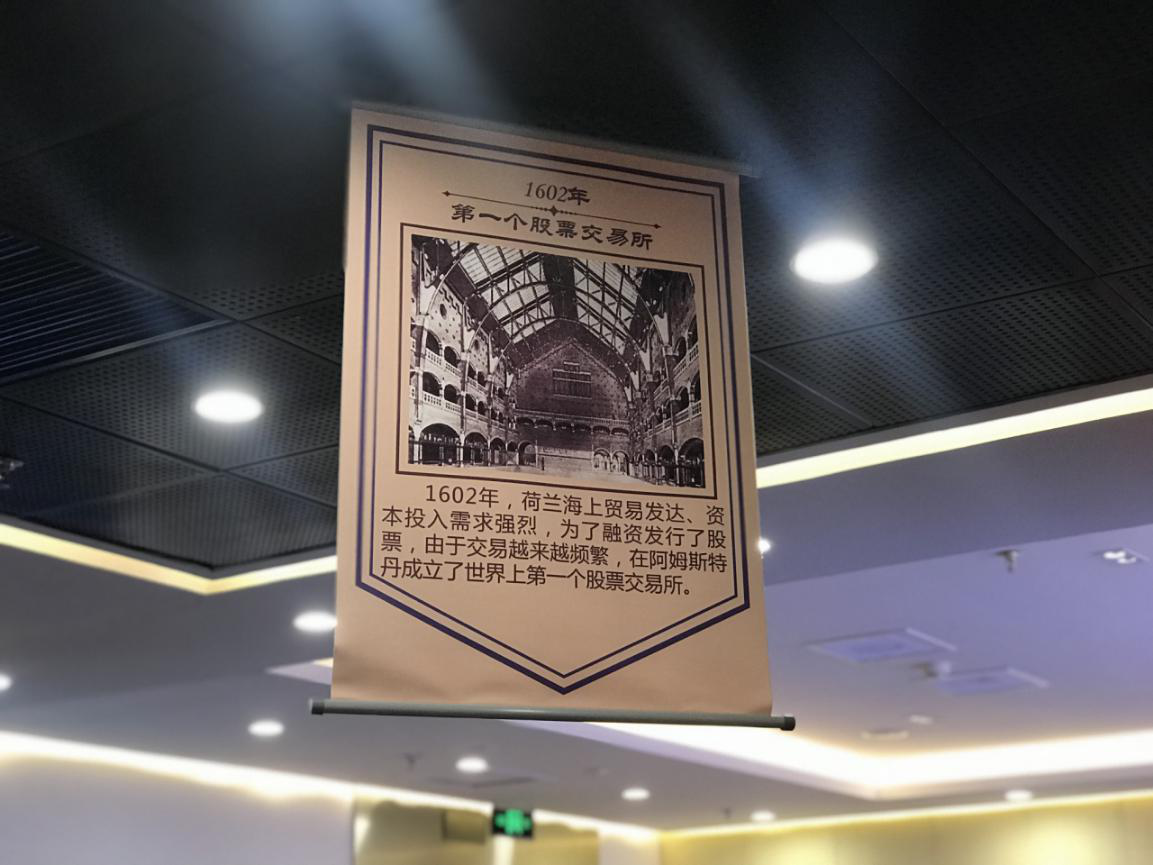 1602年
第一个股票交易所
1602年，荷兰海上贸易发达、资
本投入需求强烈，为了融资发行了股
票，由于交易越来越频繁，在阿姆斯特
丹成立了世界上第一个股票交易所。